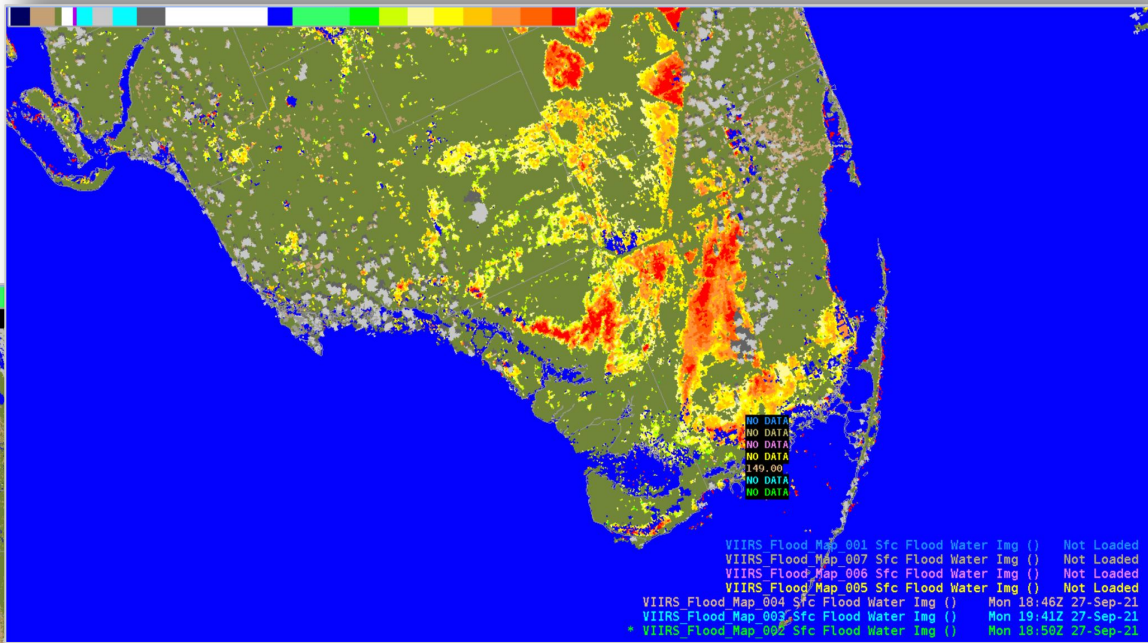 NO DATA
NO DATA
NO DATA
NO DATA
149.00
NO DATA
NO DATA
VIIRS_Flood_Map_001 Sfc Flood Water Img () Not Loaded
VIIRS_Flood_Map_007 Sfc Flood Water Img () Not Loaded
VIIRS_Flood_Map_006 Sfc Flood Water Img () Not Loaded
VIIRS_Flood_Map_005 Sfc Flood Water Img () Not Loaded
VIIRS_Flood_Map_004 Sfc Flood Water Img () Mon 18:46Z 27-Sep-21
VIIRS_Flood_Map_003 Sfc Flood Water Img () Mon 19:41Z 27-Sep-21
* VIIRS_Flood_Map_002 Sfc Flood Water Img () Mon 18:50Z 27-Sep-21